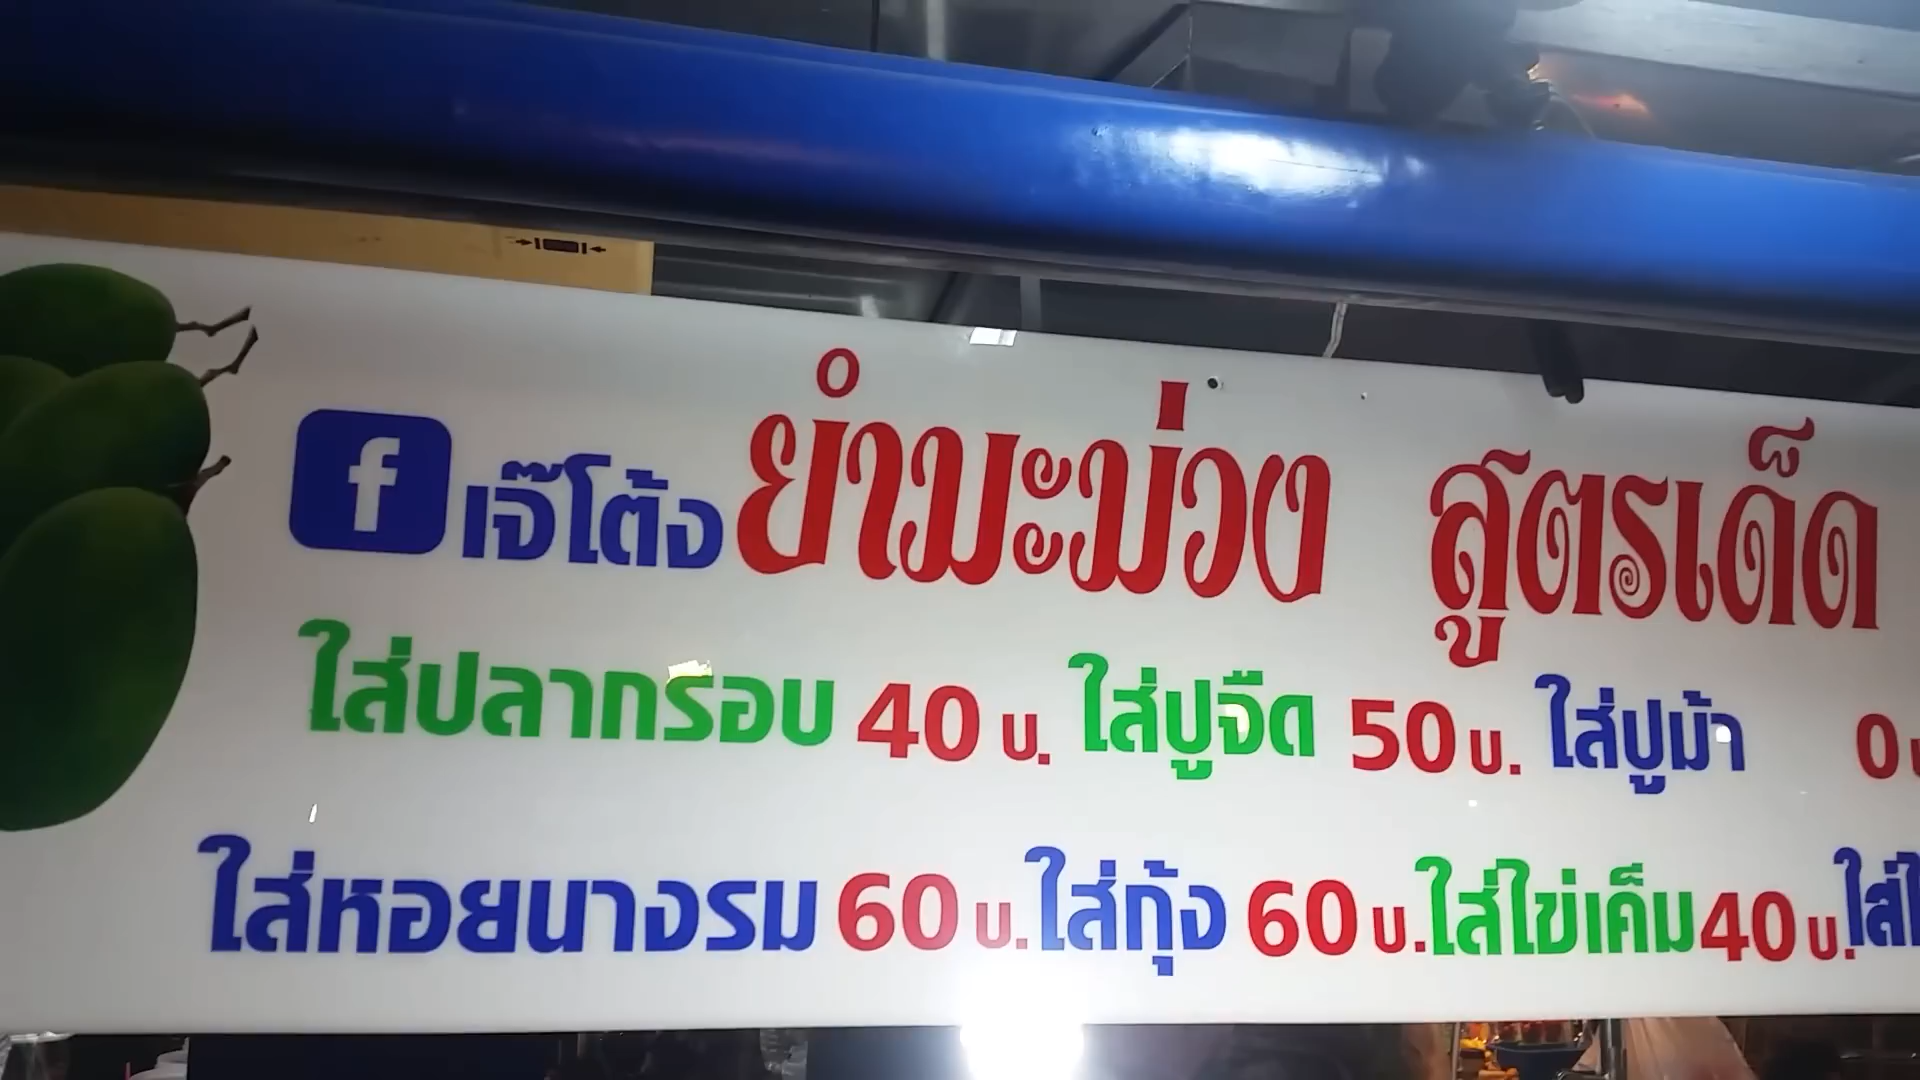 f เจ๊โต้ง ยำมะม่วง สูตรเด็ด
ใส่ปลากรอบ 40 บ. ใส่ปูจืด 50 บ. ใส่ปูม้า 0
ใส่หอยนางรม 60 บ. ใส่กุ้ง 60 บ. ใส่ไข่เค็ม 40 บ. ใส่